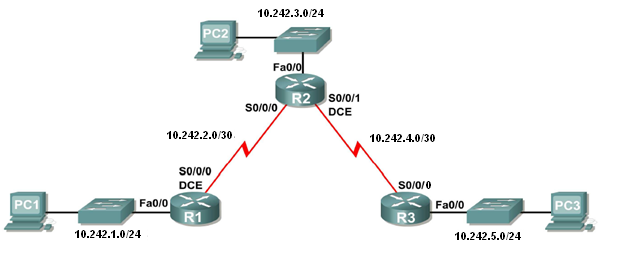 10.242.3.0/24
PC2
Fa0/0
R2
S0/0/0
S0/0/1
DCE
10.242.2.0/30
10.242.4.0/30
S0/0/0
DCE
S0/0/0
PC1
Fa0/0
R1
R3
Fa0/0
PC3
10.242.1.0/24
10.242.5.0/24